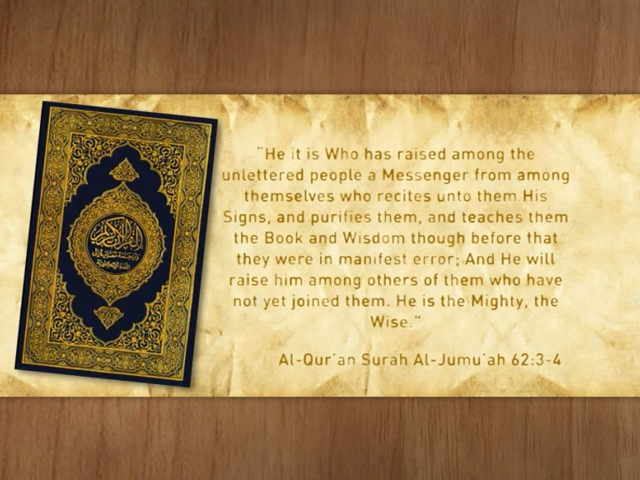 القرآن الكريم
"He it is Who has raised among the
unlettered people a Messenger from among
themselves who recites unto them His
Signs, and purifies them, and teaches them
the Book and Wisdom though before that
they were in manifest error; And He will
raise him among others of them who have
not yet joined them. He is the Mighty, the
Wise."
Al-Qur'an Surah Al-Jumu'ah 62:3-4